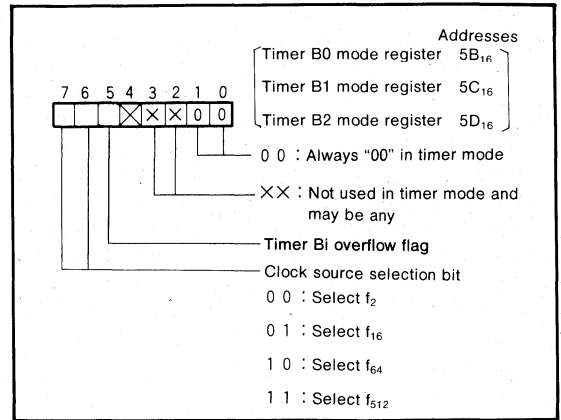 Addresses
Timer B0 mode register 5B₁₆
Timer B1 mode register 5C₁₆
Timer B2 mode register 5D₁₆
7 6 5 4 3 2 1 0
× × 0 0
0 0 : Always “00” in timer mode
×× : Not used in timer mode and
may be any
Timer Bi overflow flag
Clock source selection bit
0 0 : Select f₂
0 1 : Select f₁₆
1 0 : Select f₆₄
1 1 : Select f₅₁₂